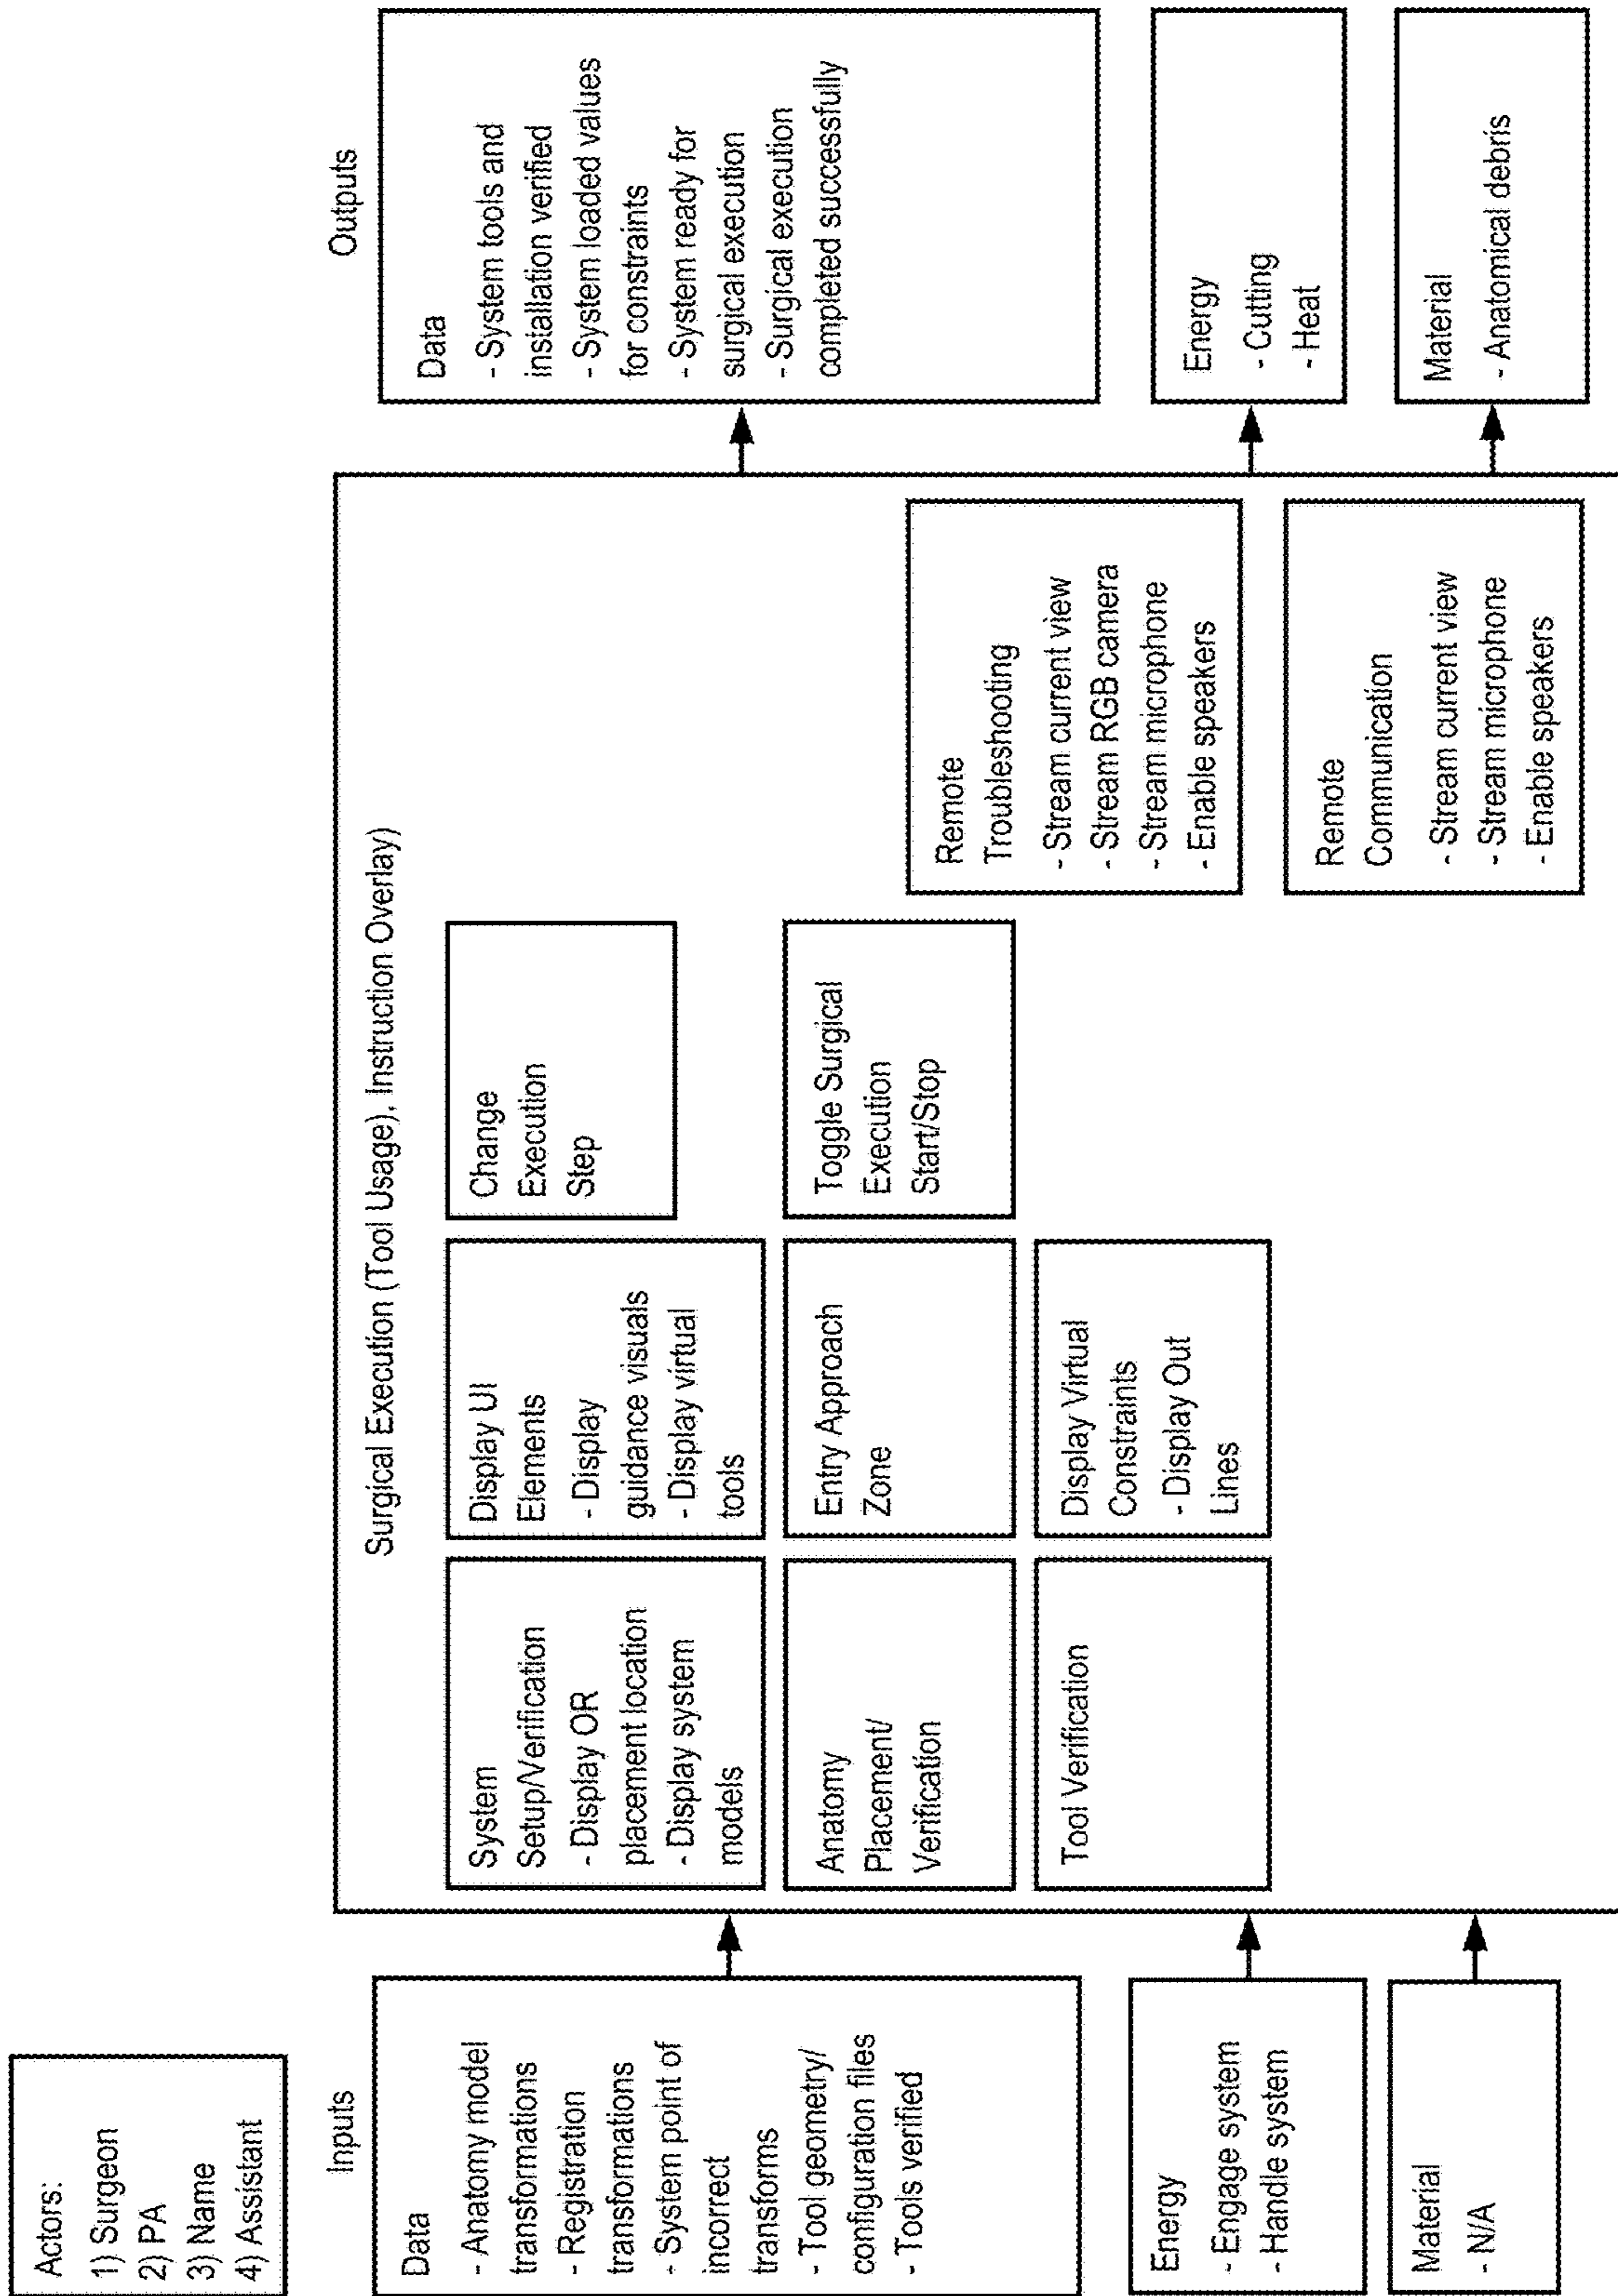 Actors:
1) Surgeon
2) PA
3) Name
4) Assistant
Inputs
Data
- Anatomy model
transformations
- Registration
transformations
- System point of
incorrect
transforms
- Tool geometry/
configuration files
- Tools verified
Energy
- Engage system
- Handle system
Material
- N/A
Surgical Execution (Tool Usage), Instruction Overlay)
System
Setup/Verification
- Display OR
placement location
- Display system
models
Display UI
Elements
- Display
guidance visuals
- Display virtual
tools
Change
Execution
Step
Anatomy
Placement/
Verification
Entry Approach
Zone
Toggle Surgical
Execution
Start/Stop
Tool Verification
Display Virtual
Constraints
- Display Out
Lines
Remote
Troubleshooting
- Stream current view
- Stream RGB camera
- Stream microphone
- Enable speakers
Remote
Communication
- Stream current view
- Stream microphone
- Enable speakers
Outputs
Data
- System tools and
installation verified
- System loaded values
for constraints
- System ready for
surgical execution
- Surgical execution
completed successfully
Energy
- Cutting
- Heat
Material
- Anatomical debris